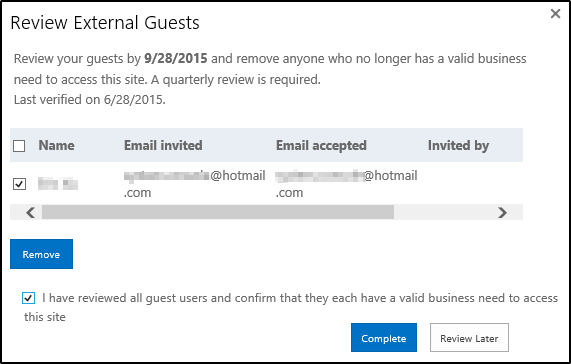 Review External Guests
Review your guests by 9/28/2015 and remove anyone who no longer has a valid business
need to access this site. A quarterly review is required.
Last verified on 6/28/2015.
Name Email invited Email accepted Invited by
@hotmail @hotmail
.com .com
Remove
I have reviewed all guest users and confirm that they each have a valid business need to access
this site
Complete Review Later